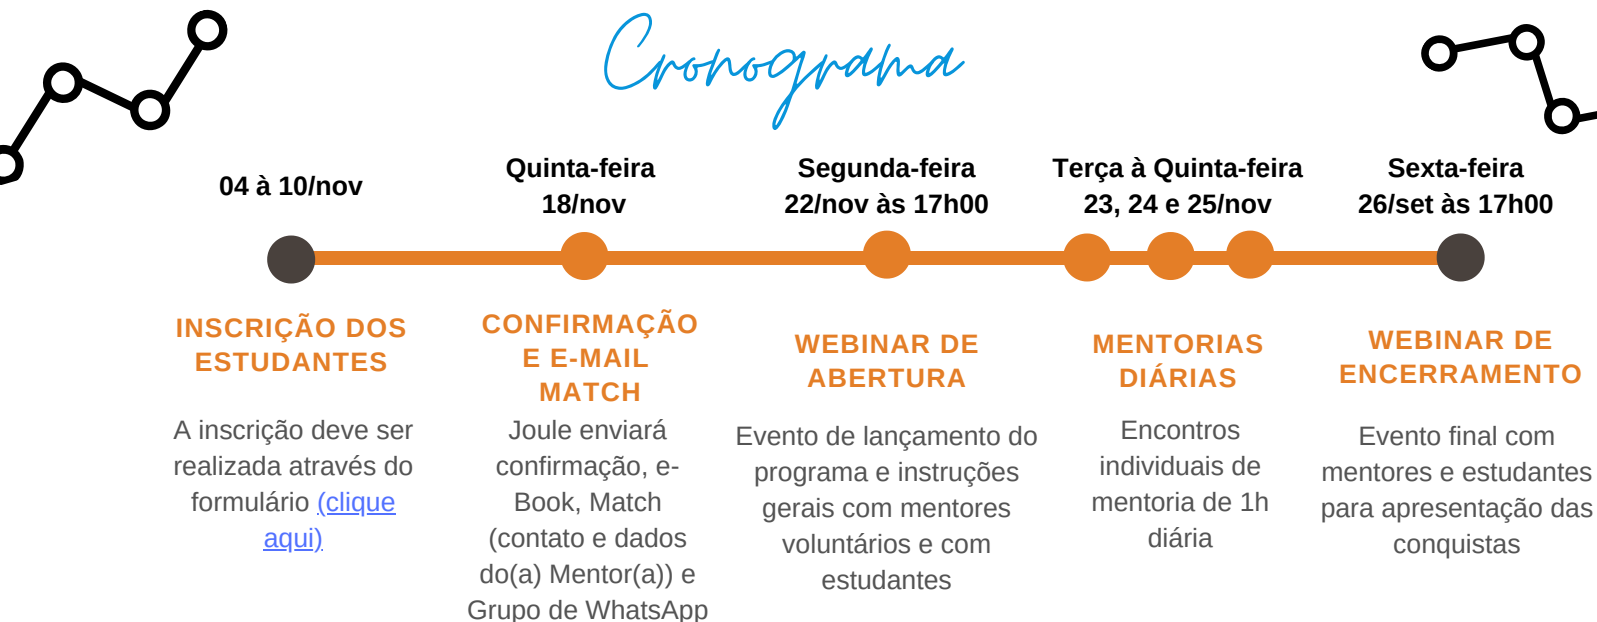 Cronograma
04 à 10/nov
INSCRIÇÃO DOS
ESTUDANTES
A inscrição deve ser
realizada através do
formulário (clique
aqui)
Quinta-feira
18/nov
CONFIRMAÇÃO
E E-MAIL
MATCH
Joule enviará
confirmação, e-
Book, Match
(contato e dados
do(a) Mentor(a)) e
Grupo de WhatsApp
Segunda-feira
22/nov às 17h00
WEBINAR DE
ABERTURA
Evento de lançamento do
programa e instruções
gerais com mentores
voluntários e com
estudantes
Terça à Quinta-feira
23, 24 e 25/nov
MENTORIAS
DIÁRIAS
Encontros
individuais de
mentoria de 1h
diária
Sexta-feira
26/set às 17h00
WEBINAR DE
ENCERRAMENTO
Evento final com
mentores e estudantes
para apresentação das
conquistas